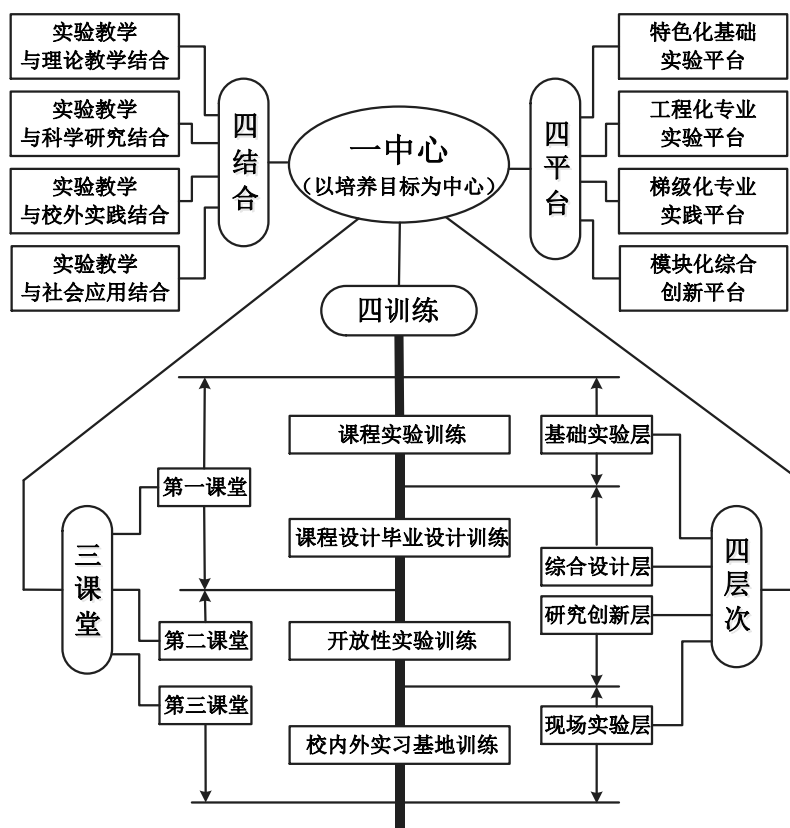 实验教学
与理论教学结合
实验教学
与科学研究结合
实验教学
与校外实践结合
实验教学
与社会应用结合
四结合
一中心
（以培养目标为中心）
四平台
特色化基础
实验平台
工程化专业
实验平台
梯级化专业
实践平台
模块化综合
创新平台
四训练
课程实验训练
课程设计毕业设计训练
开放性实验训练
校内外实习基地训练
三课堂
第一课堂
第二课堂
第三课堂
基础实验层
综合设计层
研究创新层
现场实验层
四层次